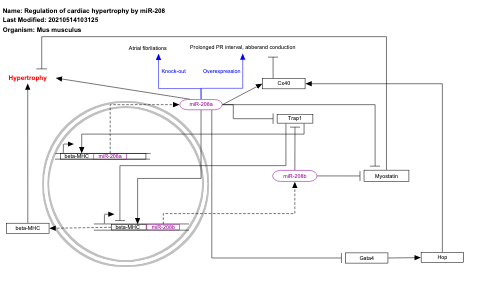 Name: Regulation of cardiac hypertrophy by miR-208
Last Modified: 20210514103125
Organism: Mus musculus
Atrial fibrilations
Prolonged PR interval, abberand conduction
Knock-out
Overexpression
Hypertrophy
Cx40
miR-208a
Trap1
beta-MHC
miR-208a
miR-208b
Myostatin
beta-MHC
beta-MHC
miR-208b
Gata4
Hop